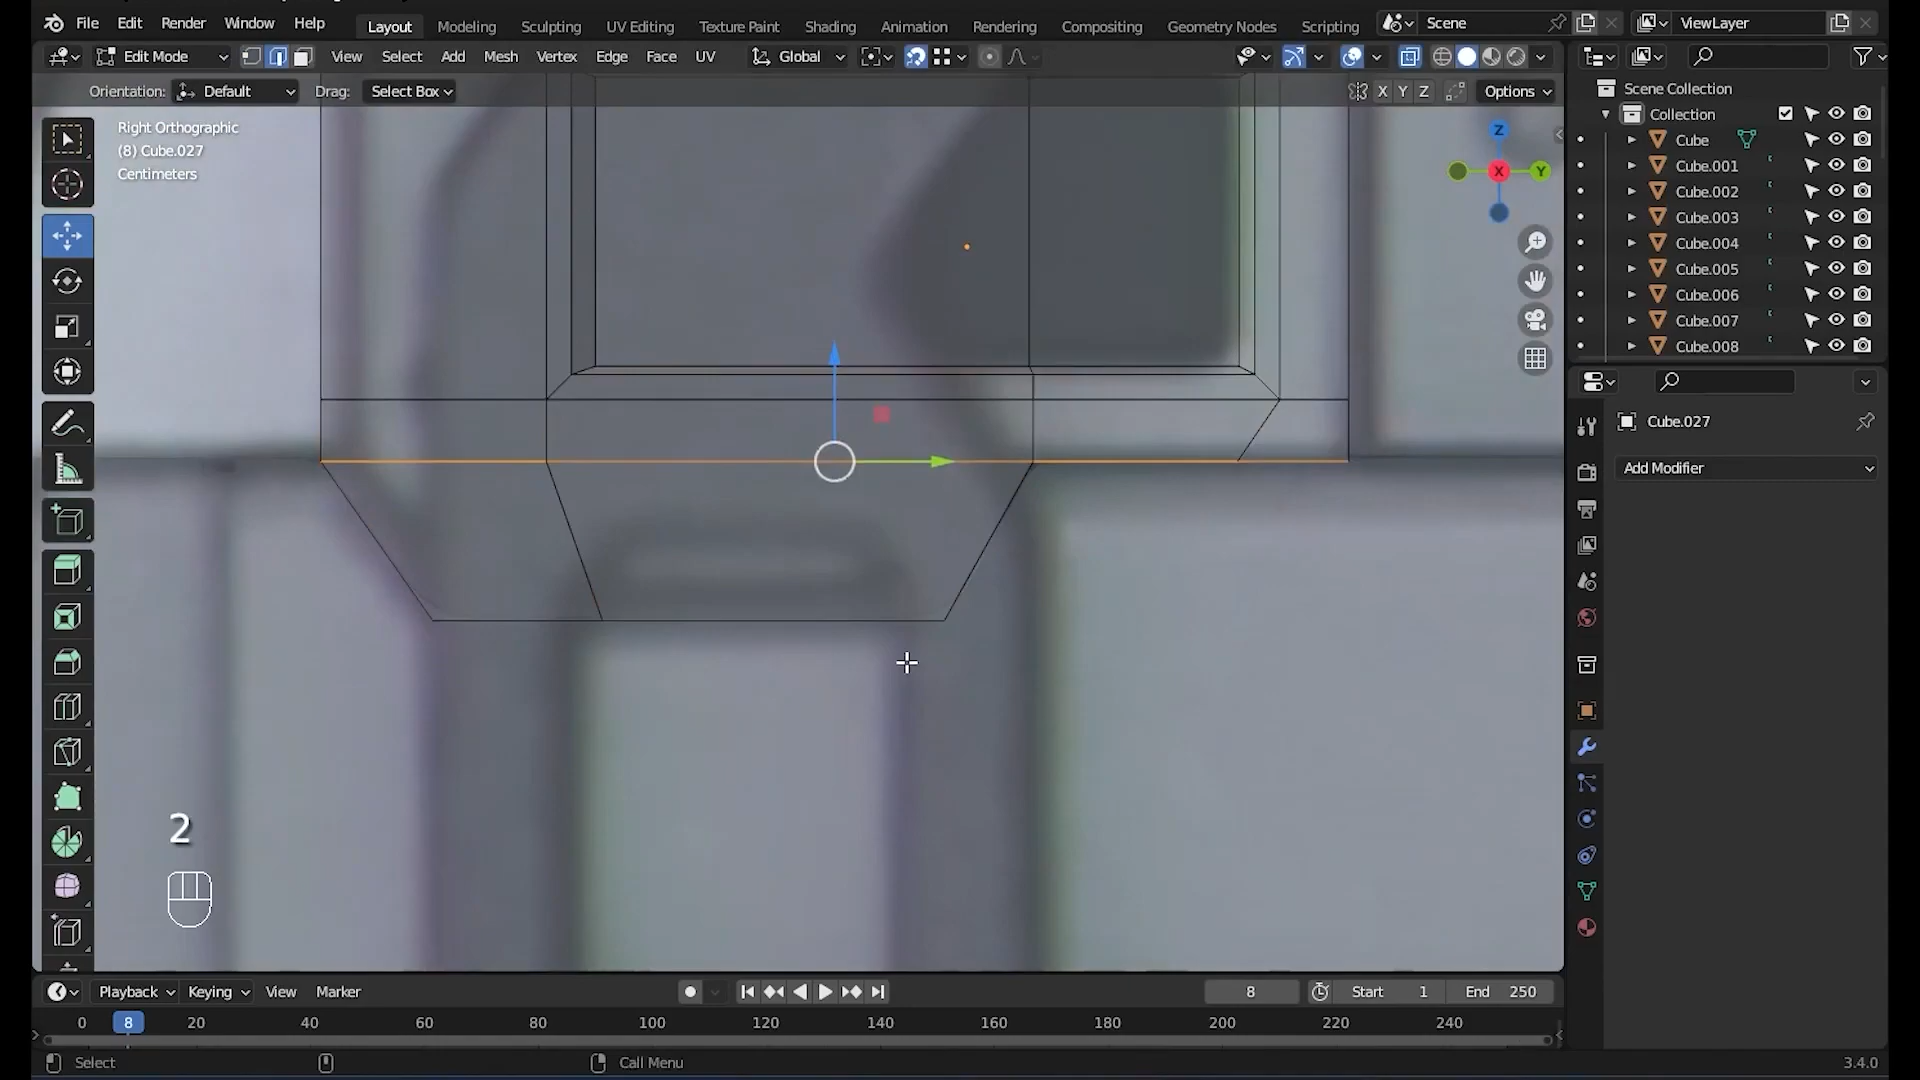 File Edit Render Window Help Layout Modeling Sculpting UV Editing Texture Paint Shading Animation Rendering Compositing Geometry Nodes Scripting Scene ViewLayer
Edit Mode View Select Add Mesh Vertex Edge Face UV Global
Orientation: Default Drag: Select Box X Y Z Options
Scene Collection
Collection
Cube
Cube.001
Cube.002
Cube.003
Cube.004
Cube.005
Cube.006
Cube.007
Cube.008
Right Orthographic
(8) Cube.027
Centimeters
Z
X
Y
Cube.027
Add Modifier
2
Playback Keying View Marker 8 Start 1 End 250
0 8 20 40 60 80 100 120 140 160 180 200 220 240
Select Call Menu 3.4.0